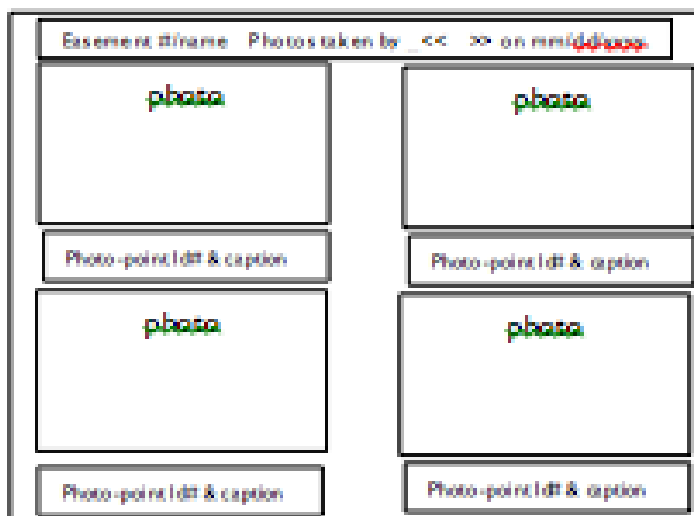 Easement #/name Photos taken by _<< >> on mm/dd/yyyy
photo photo
Photo-point Id# & caption Photo-point Id# & caption
photo photo
Photo-point Id# & caption Photo-point Id# & caption